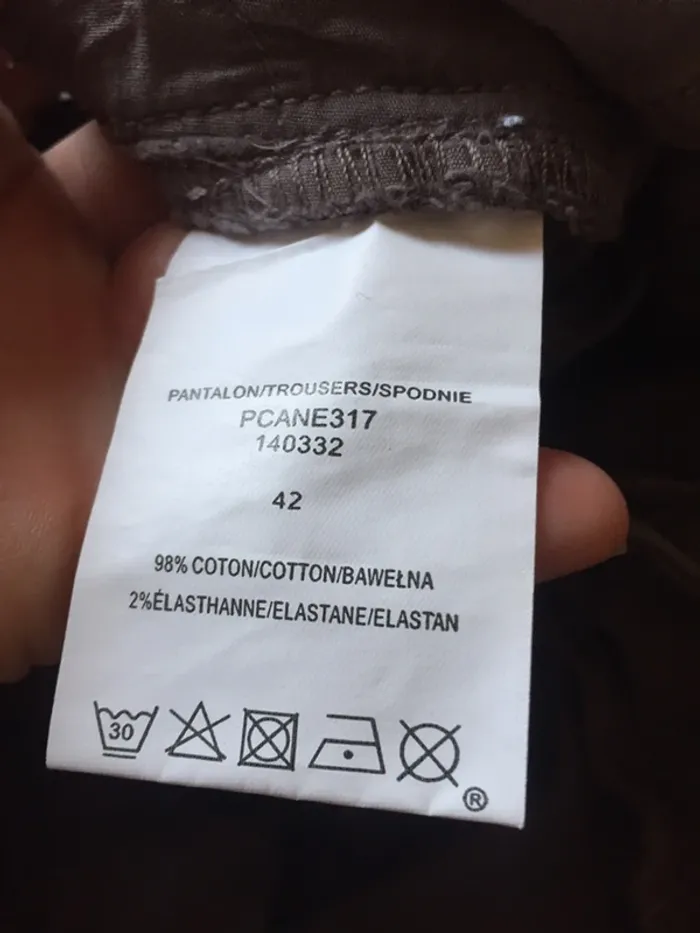 PANTALON/TROUSERS/SPODNIE
PCANE317
140332
42
98% COTON/COTTON/BAWEŁNA
2%ÉLASTHANNE/ELASTANE/ELASTAN
30
®